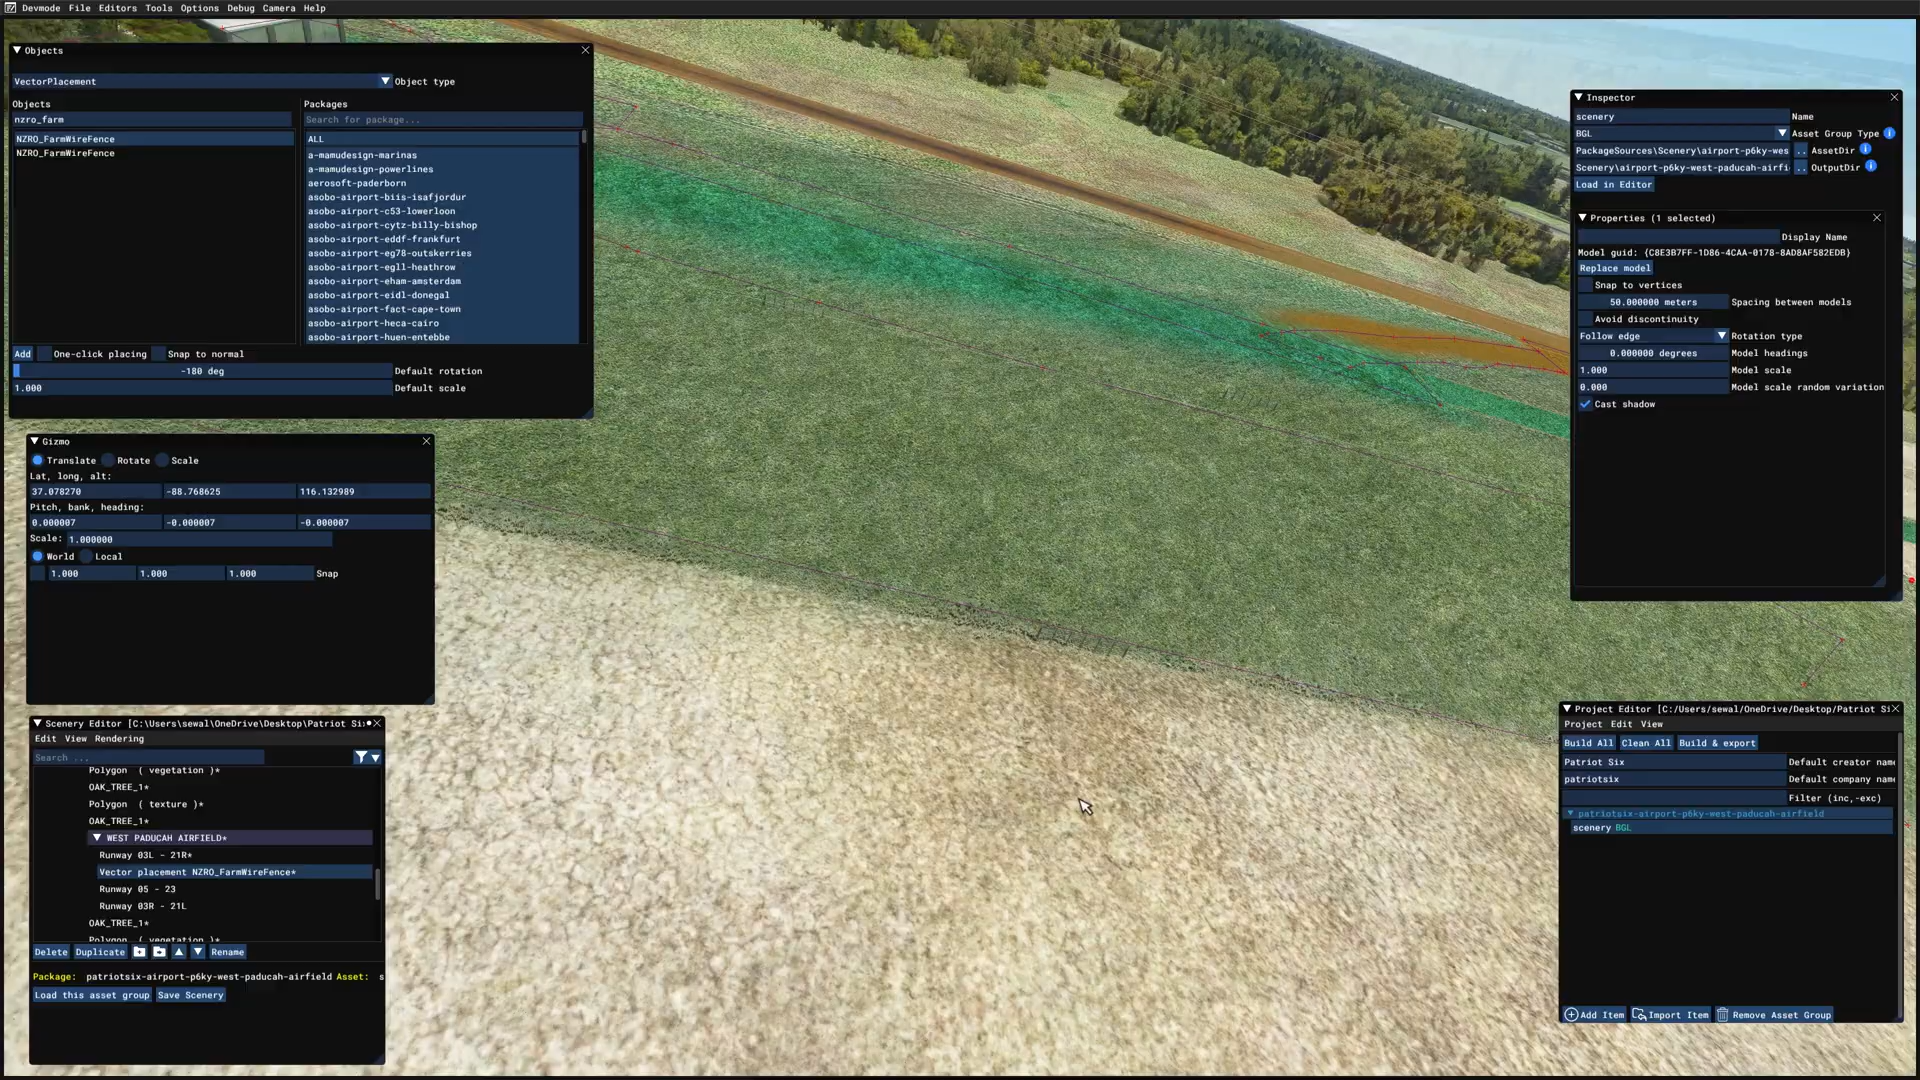 Devmode File Editors Tools Options Debug Camera Help
Objects
VectorPlacement Object type
Objects Packages
nzro_farm Search for package...
NZRO_FarmWireFence
NZRO_FarmWireFence
ALL
a-mamudesign-marinas
a-mamudesign-powerlines
aerosoft-paderborn
asobo-airport-biis-isafjordur
asobo-airport-c53-lowerloon
asobo-airport-cytz-billy-bishop
asobo-airport-eddf-frankfurt
asobo-airport-eg78-outskerries
asobo-airport-egll-heathrow
asobo-airport-eham-amsterdam
asobo-airport-eidl-donegal
asobo-airport-fact-cape-town
asobo-airport-heca-cairo
asobo-airport-huen-entebbe
Add One-click placing Snap to normal
-180 deg Default rotation
1.000 Default scale
Gizmo
Translate Rotate Scale
Lat, long, alt:
37.078270 -88.768625 116.132989
Pitch, bank, heading:
0.000007 -0.000007 -0.000007
Scale: 1.000000
World Local
1.000 1.000 1.000 Snap
Scenery Editor [C:\Users\sewal\OneDrive\Desktop\Patriot Si
Edit View Rendering
Search ...
Polygon ( vegetation )*
OAK_TREE_1*
Polygon ( texture )*
OAK_TREE_1*
WEST PADUCAH AIRFIELD*
Runway 03L - 21R*
Vector placement NZRO_FarmWireFence*
Runway 05 - 23
Runway 03R - 21L
OAK_TREE_1*
Polygon ( vegetation )*
Delete Duplicate Rename
Package: patriotsix-airport-p6ky-west-paducah-airfield Asset: s
Load this asset group Save Scenery
Inspector
scenery Name
BGL Asset Group Type
PackageSources\Scenery\airport-p6ky-wes .. AssetDir
Scenery\airport-p6ky-west-paducah-airfi .. OutputDir
Load in Editor
Properties (1 selected)
Display Name
Model guid: {C8E3B7FF-1D86-4CAA-0178-8AD8AF582EDB}
Replace model
Snap to vertices
50.000000 meters Spacing between models
Avoid discontinuity
Follow edge Rotation type
0.000000 degrees Model headings
1.000 Model scale
0.000 Model scale random variation
Cast shadow
Project Editor [C:/Users/sewal/OneDrive/Desktop/Patriot Si
Project Edit View
Build All Clean All Build & export
Patriot Six Default creator name
patriotsix Default company name
Filter (inc,-exc)
patriotsix-airport-p6ky-west-paducah-airfield
scenery BGL
Add Item Import Item Remove Asset Group